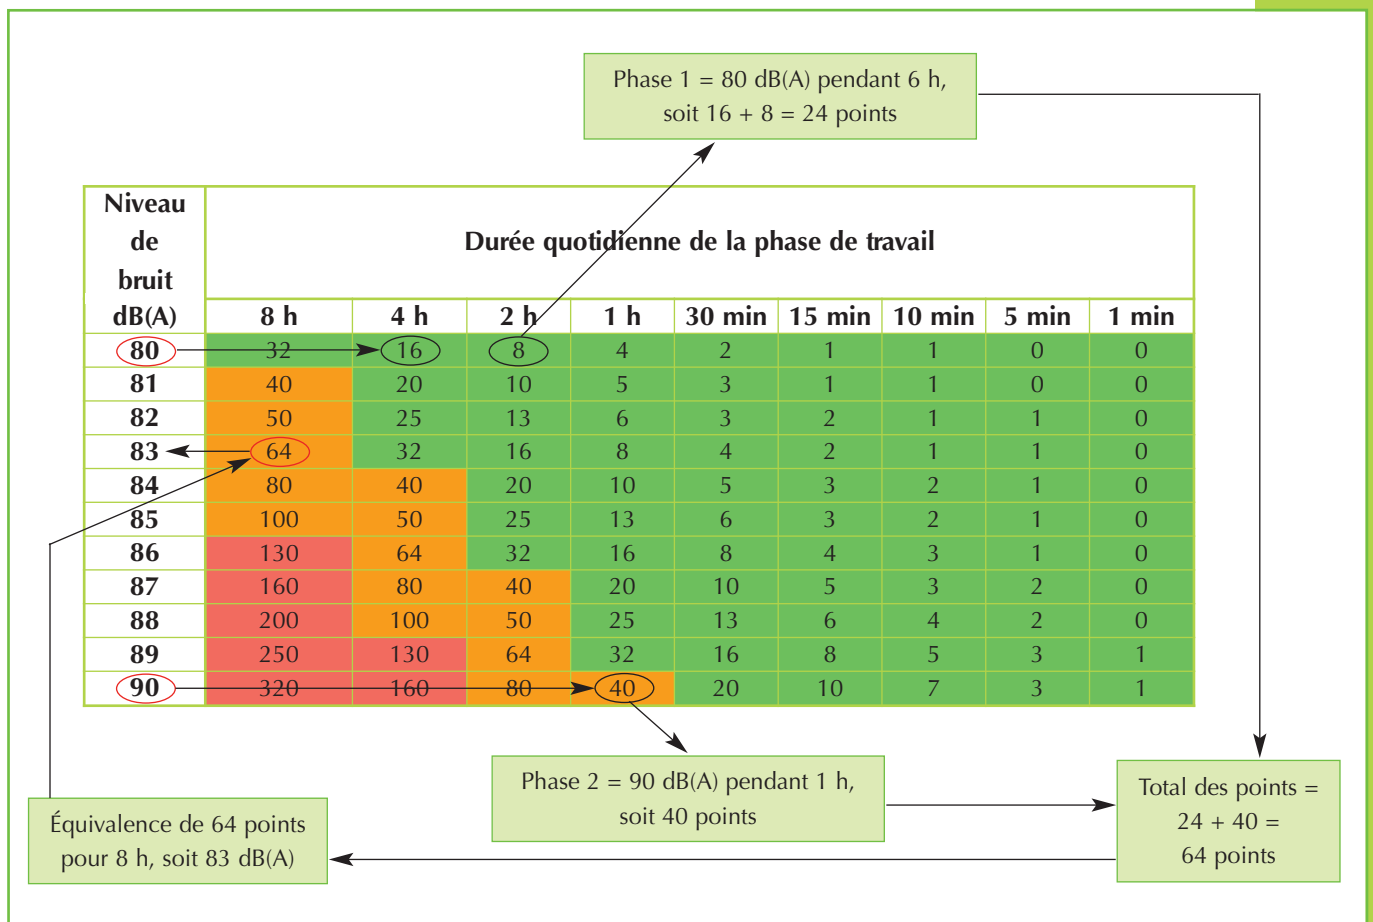 Phase 1 = 80 dB(A) pendant 6 h,
soit 16 + 8 = 24 points
Niveau
de
bruit
dB(A)
Durée quotidienne de la phase de travail
8 h 4 h 2 h 1 h 30 min 15 min 10 min 5 min 1 min
80 32 16 8 4 2 1 1 0 0
81 40 20 10 5 3 1 1 0 0
82 50 25 13 6 3 2 1 1 0
83 64 32 16 8 4 2 1 1 0
84 80 40 20 10 5 3 2 1 0
85 100 50 25 13 6 3 2 1 0
86 130 64 32 16 8 4 3 1 0
87 160 80 40 20 10 5 3 2 0
88 200 100 50 25 13 6 4 2 0
89 250 130 64 32 16 8 5 3 1
90 320 160 80 40 20 10 7 3 1
Phase 2 = 90 dB(A) pendant 1 h,
soit 40 points
Total des points =
24 + 40 =
64 points
Équivalence de 64 points
pour 8 h, soit 83 dB(A)